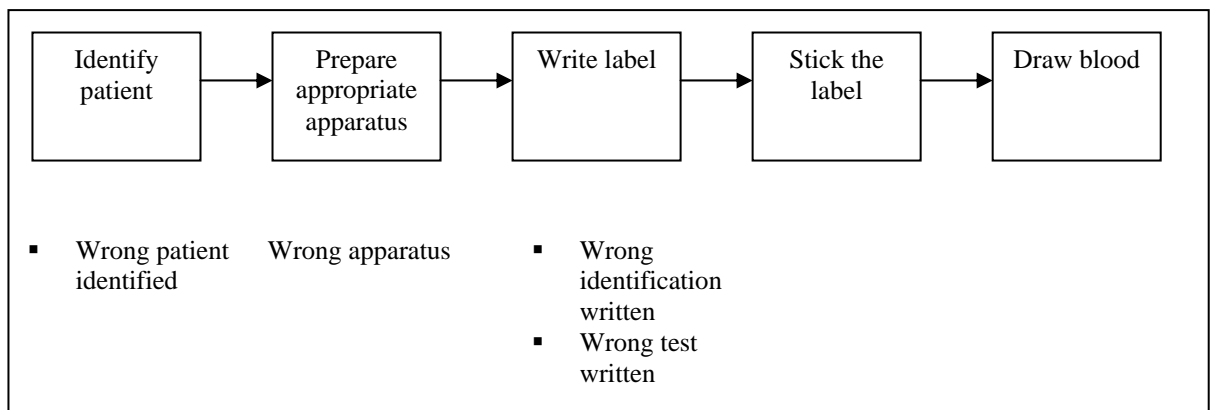 Identify
patient
Prepare
appropriate
apparatus
Write label
Stick the
label
Draw blood
▪ Wrong patient
identified
Wrong apparatus
▪ Wrong
identification
written
▪ Wrong test
written